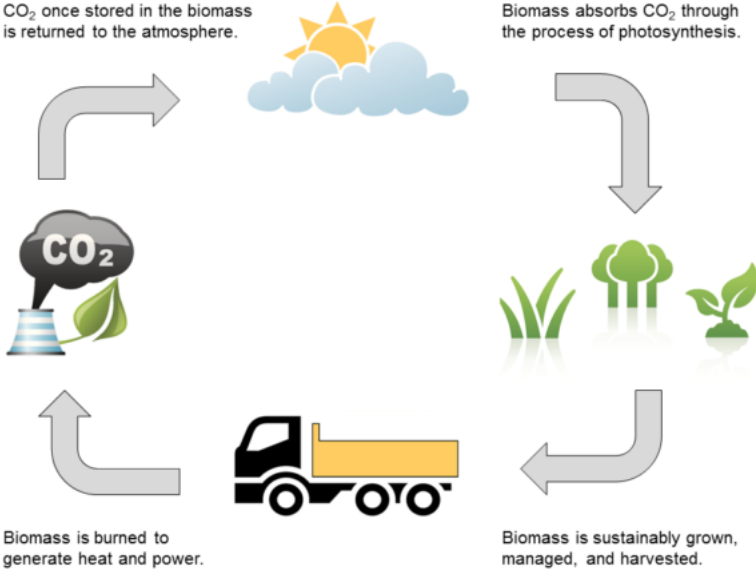 CO₂ once stored in the biomass
is returned to the atmosphere.
Biomass absorbs CO₂ through
the process of photosynthesis.
CO₂
Biomass is burned to
generate heat and power.
Biomass is sustainably grown,
managed, and harvested.